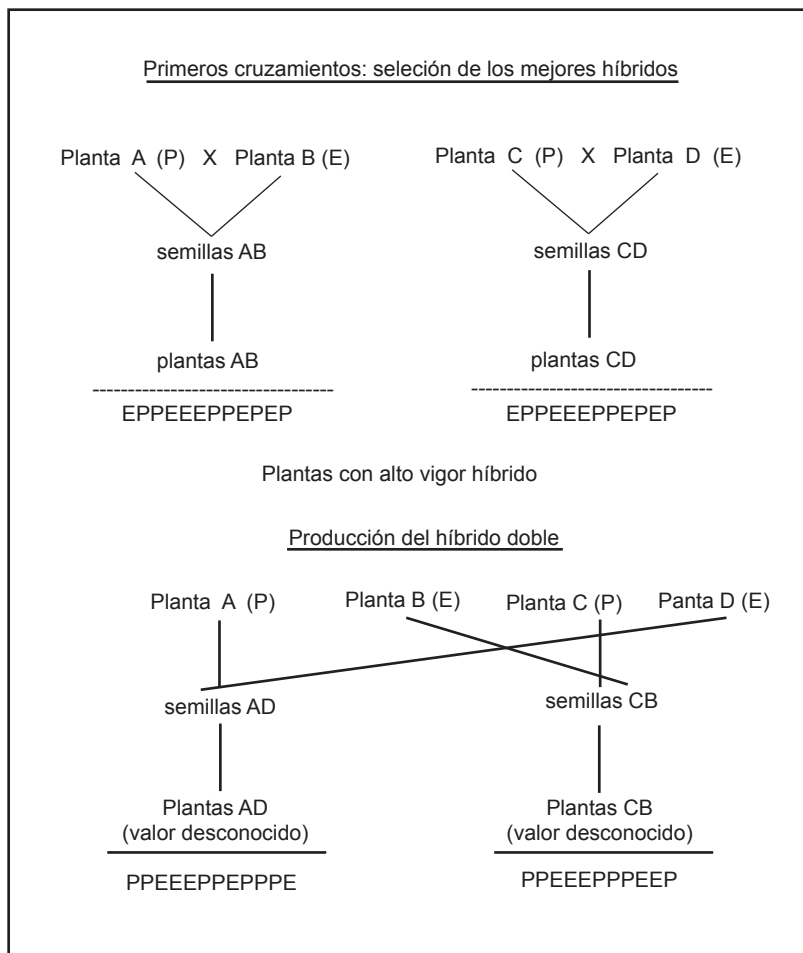 Primeros cruzamientos: seleción de los mejores híbridos
Planta A (P) X Planta B (E)
Planta C (P) X Planta D (E)
semillas AB
semillas CD
plantas AB
plantas CD
----------------------------------
----------------------------------
EPPEEEPPEPEP
EPPEEEPPEPEP
Plantas con alto vigor híbrido
Producción del híbrido doble
Planta A (P)
Planta B (E)
Planta C (P)
Panta D (E)
semillas AD
semillas CB
Plantas AD
(valor desconocido)
Plantas CB
(valor desconocido)
PPEEEPPEPPPE
PPEEEPPPEEP